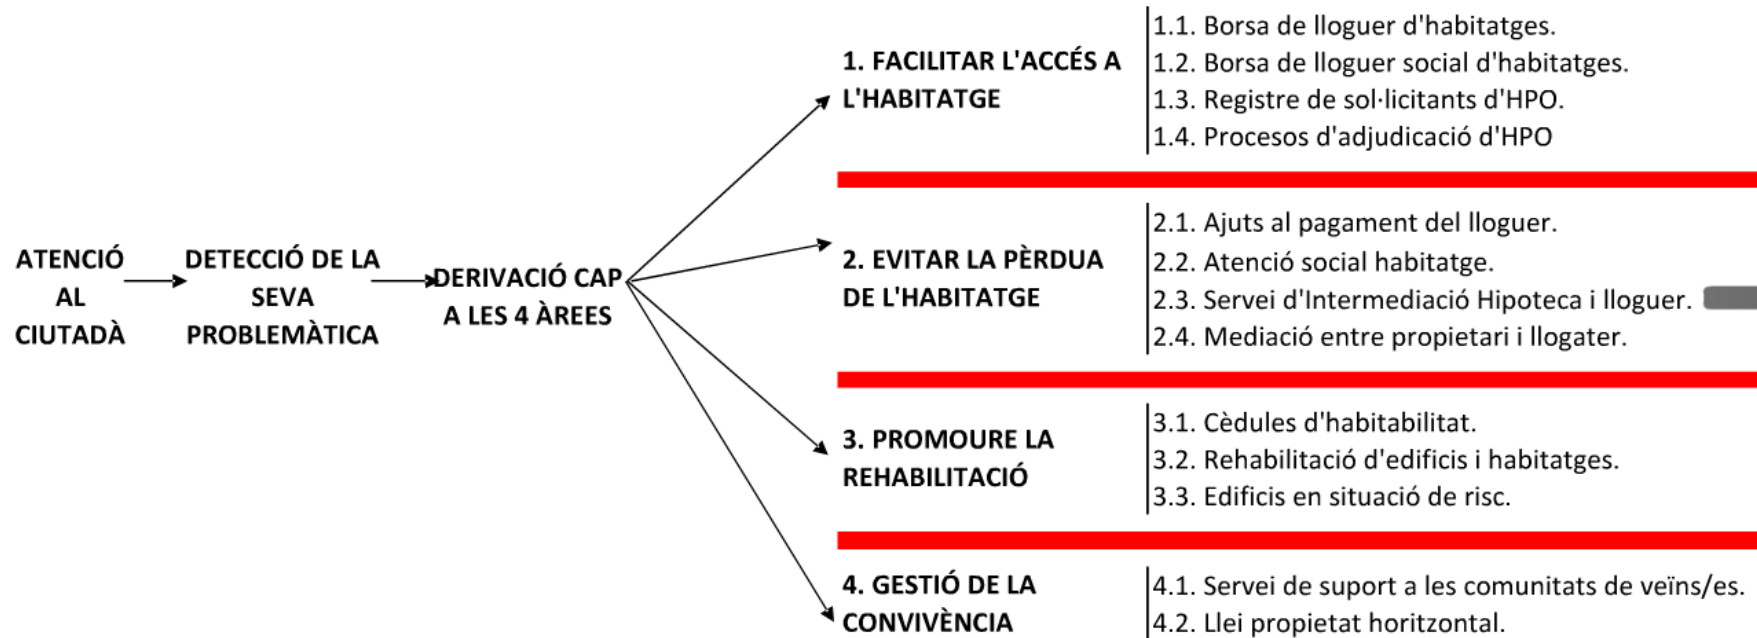 ATENCIÓ
AL
CIUTADÀ
DETECCIÓ DE LA
SEVA
PROBLEMÀTICA
DERIVACIÓ CAP
A LES 4 ÀREES
1. FACILITAR L'ACCÉS A
L'HABITATGE
1.1. Borsa de lloguer d'habitatges.
1.2. Borsa de lloguer social d'habitatges.
1.3. Registre de sol·licitants d'HPO.
1.4. Procesos d'adjudicació d'HPO
2. EVITAR LA PÈRDUA
DE L'HABITATGE
2.1. Ajuts al pagament del lloguer.
2.2. Atenció social habitatge.
2.3. Servei d'Intermediació Hipoteca i lloguer.
2.4. Mediació entre propietari i llogater.
3. PROMOURE LA
REHABILITACIÓ
3.1. Cèdules d'habitabilitat.
3.2. Rehabilitació d'edificis i habitatges.
3.3. Edificis en situació de risc.
4. GESTIÓ DE LA
CONVIVÈNCIA
4.1. Servei de suport a les comunitats de veïns/es.
4.2. Llei propietat horitzontal.